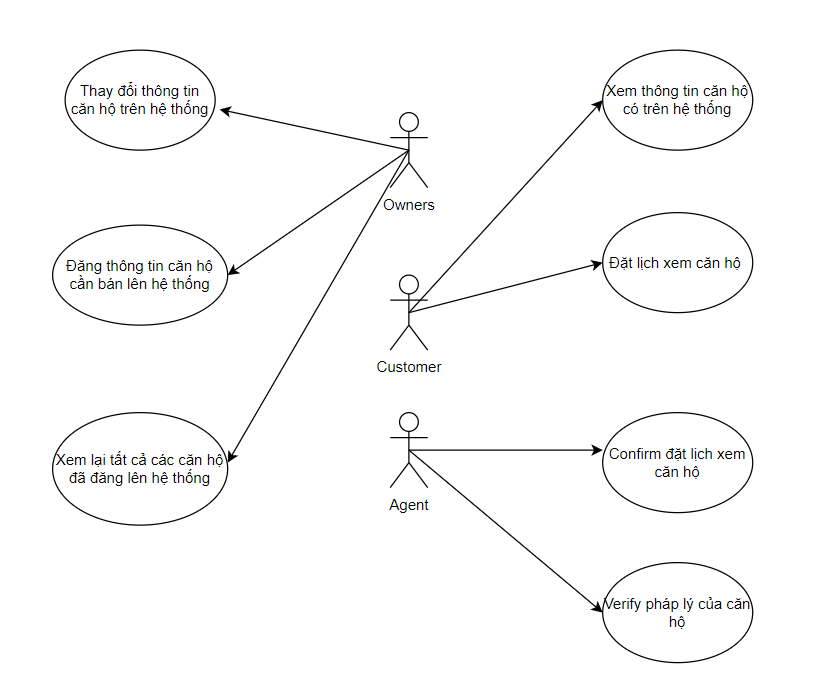 Thay đổi thông tin
căn hộ trên hệ thống
Xem thông tin căn hộ
có trên hệ thống
Owners
Đăng thông tin căn hộ
cần bán lên hệ thống
Đặt lịch xem căn hộ
Customer
Xem lại tất cả các căn hộ
đã đăng lên hệ thống
Confirm đặt lịch xem
căn hộ
Agent
Verify pháp lý của căn
hộ